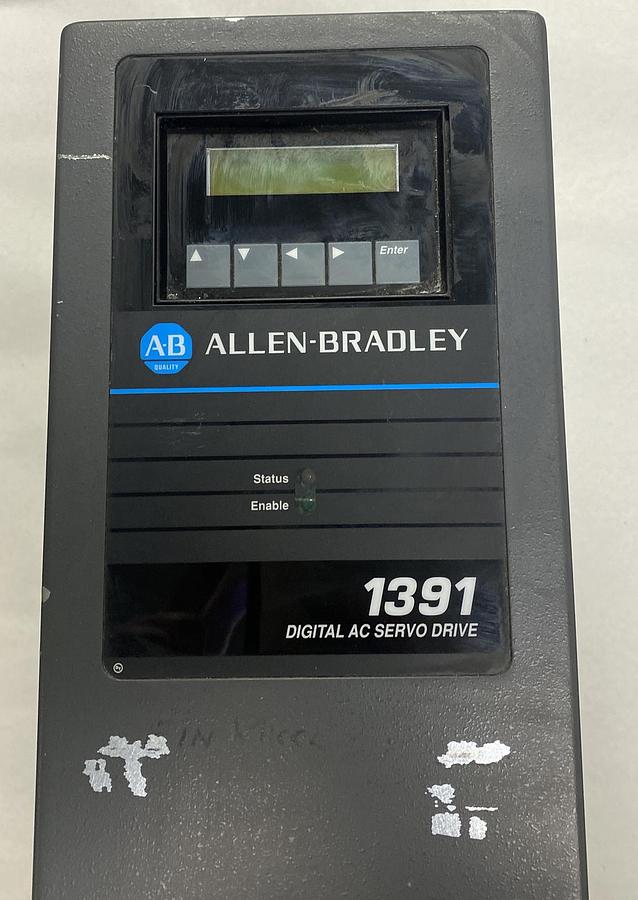 Enter
A-B
QUALITY
ALLEN-BRADLEY
Status
Enable
1391
DIGITAL AC SERVO DRIVE